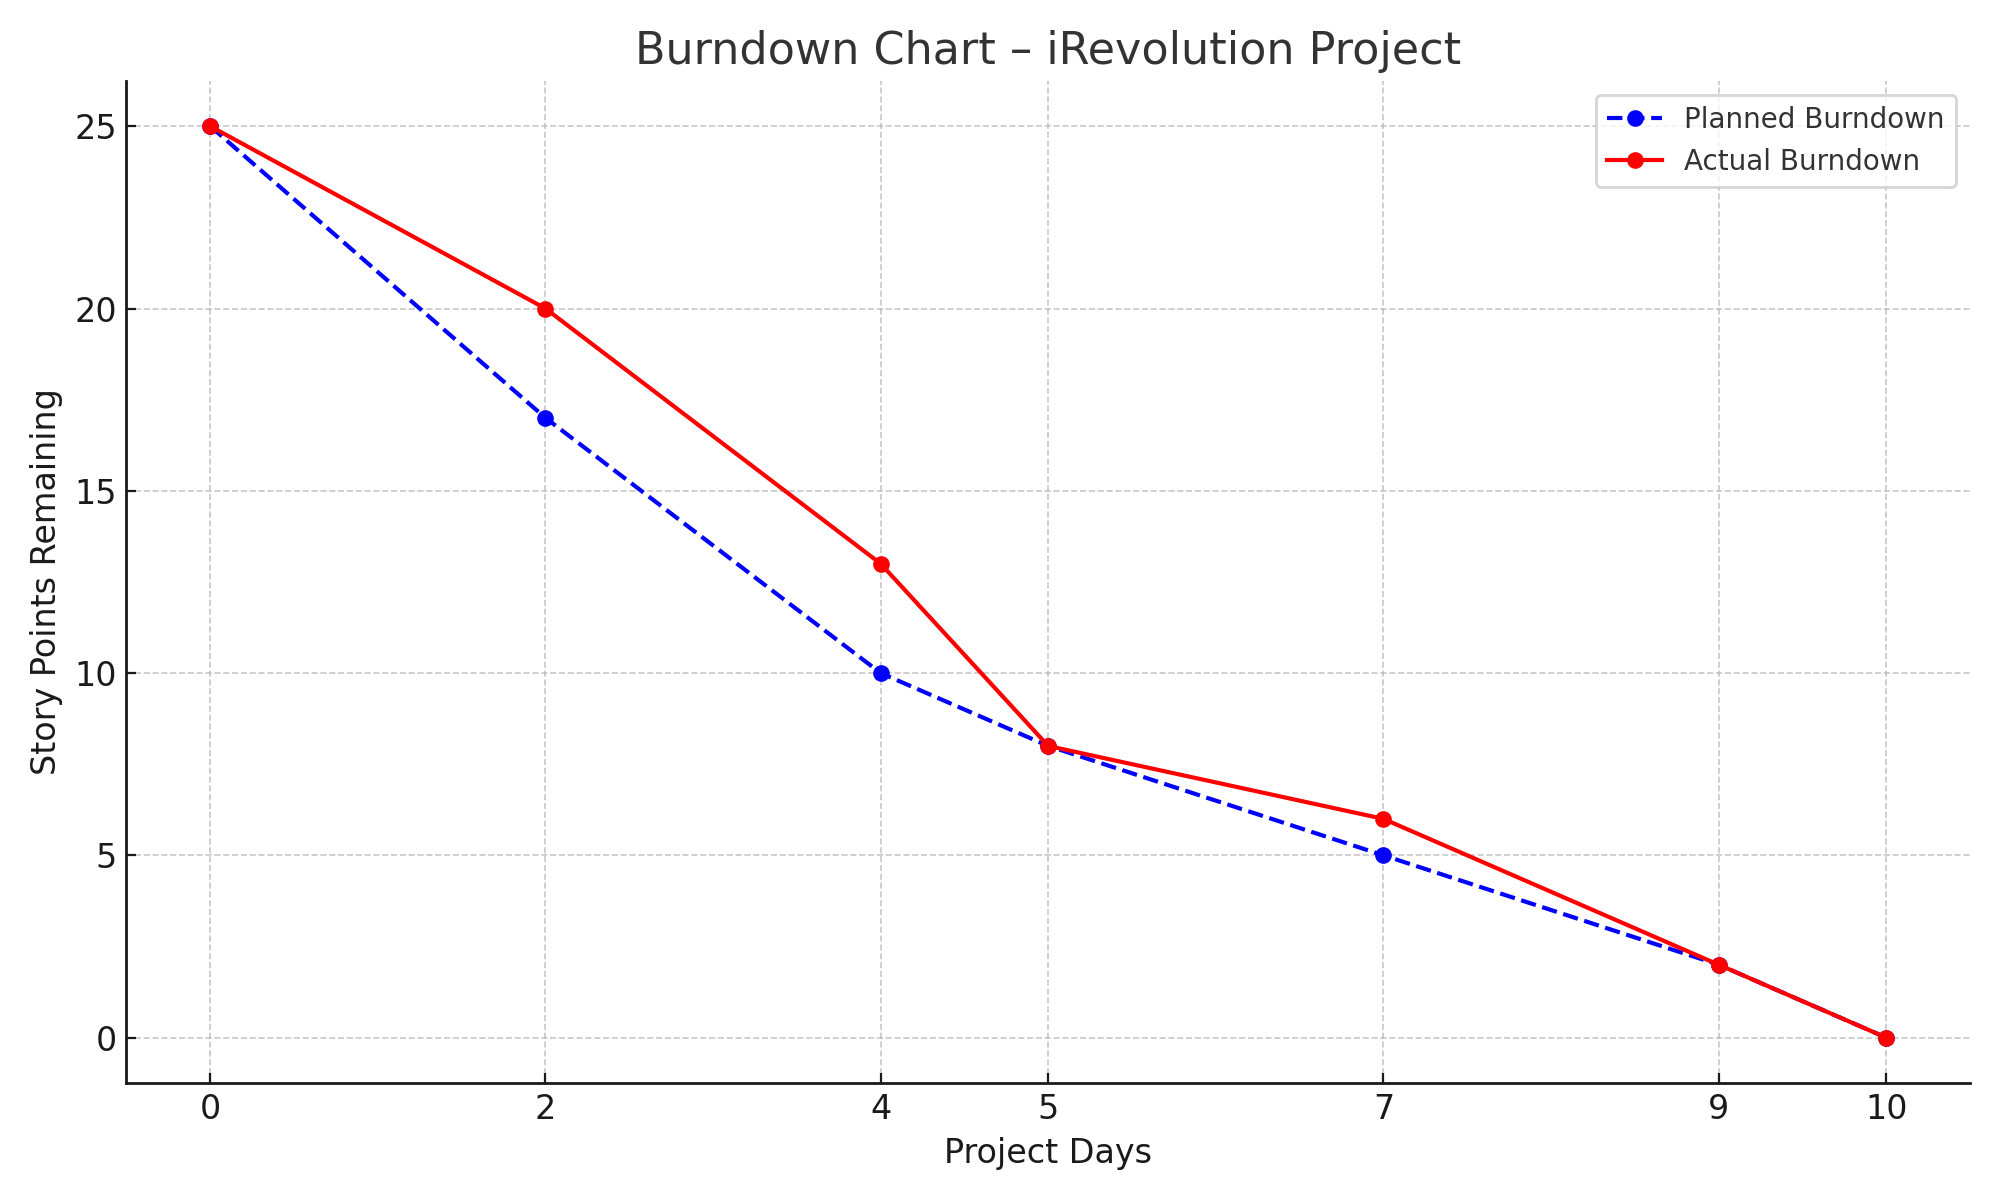 Burndown Chart – iRevolution Project
Planned Burndown
Actual Burndown
Story Points Remaining
25
20
15
10
5
0
0 2 4 5 7 9 10
Project Days